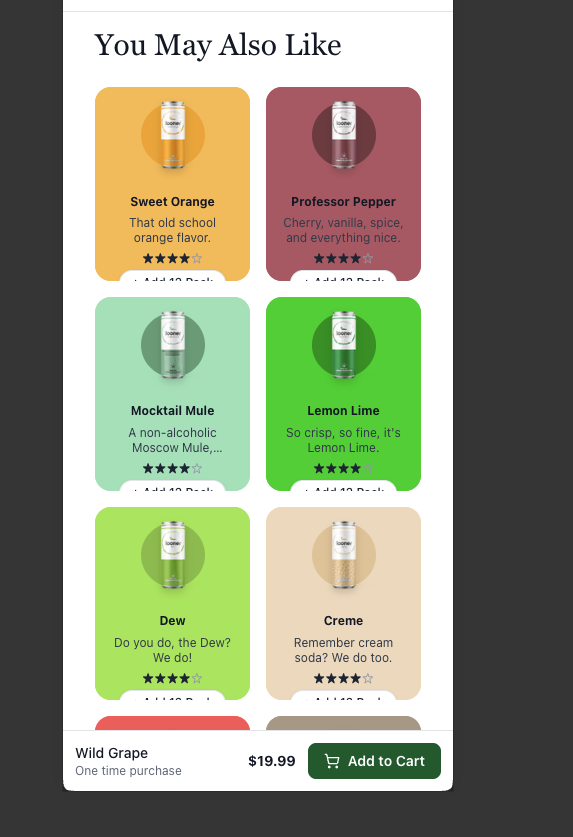 You May Also Like
Sweet Orange
That old school
orange flavor.
+ Add 12 Pack
Professor Pepper
Cherry, vanilla, spice,
and everything nice.
+ Add 12 Pack
Mocktail Mule
A non-alcoholic
Moscow Mule,...
+ Add 12 Pack
Lemon Lime
So crisp, so fine, it's
Lemon Lime.
+ Add 12 Pack
Dew
Do you do, the Dew?
We do!
+ Add 12 Pack
Creme
Remember cream
soda? We do too.
+ Add 12 Pack
Wild Grape
One time purchase
$19.99
Add to Cart